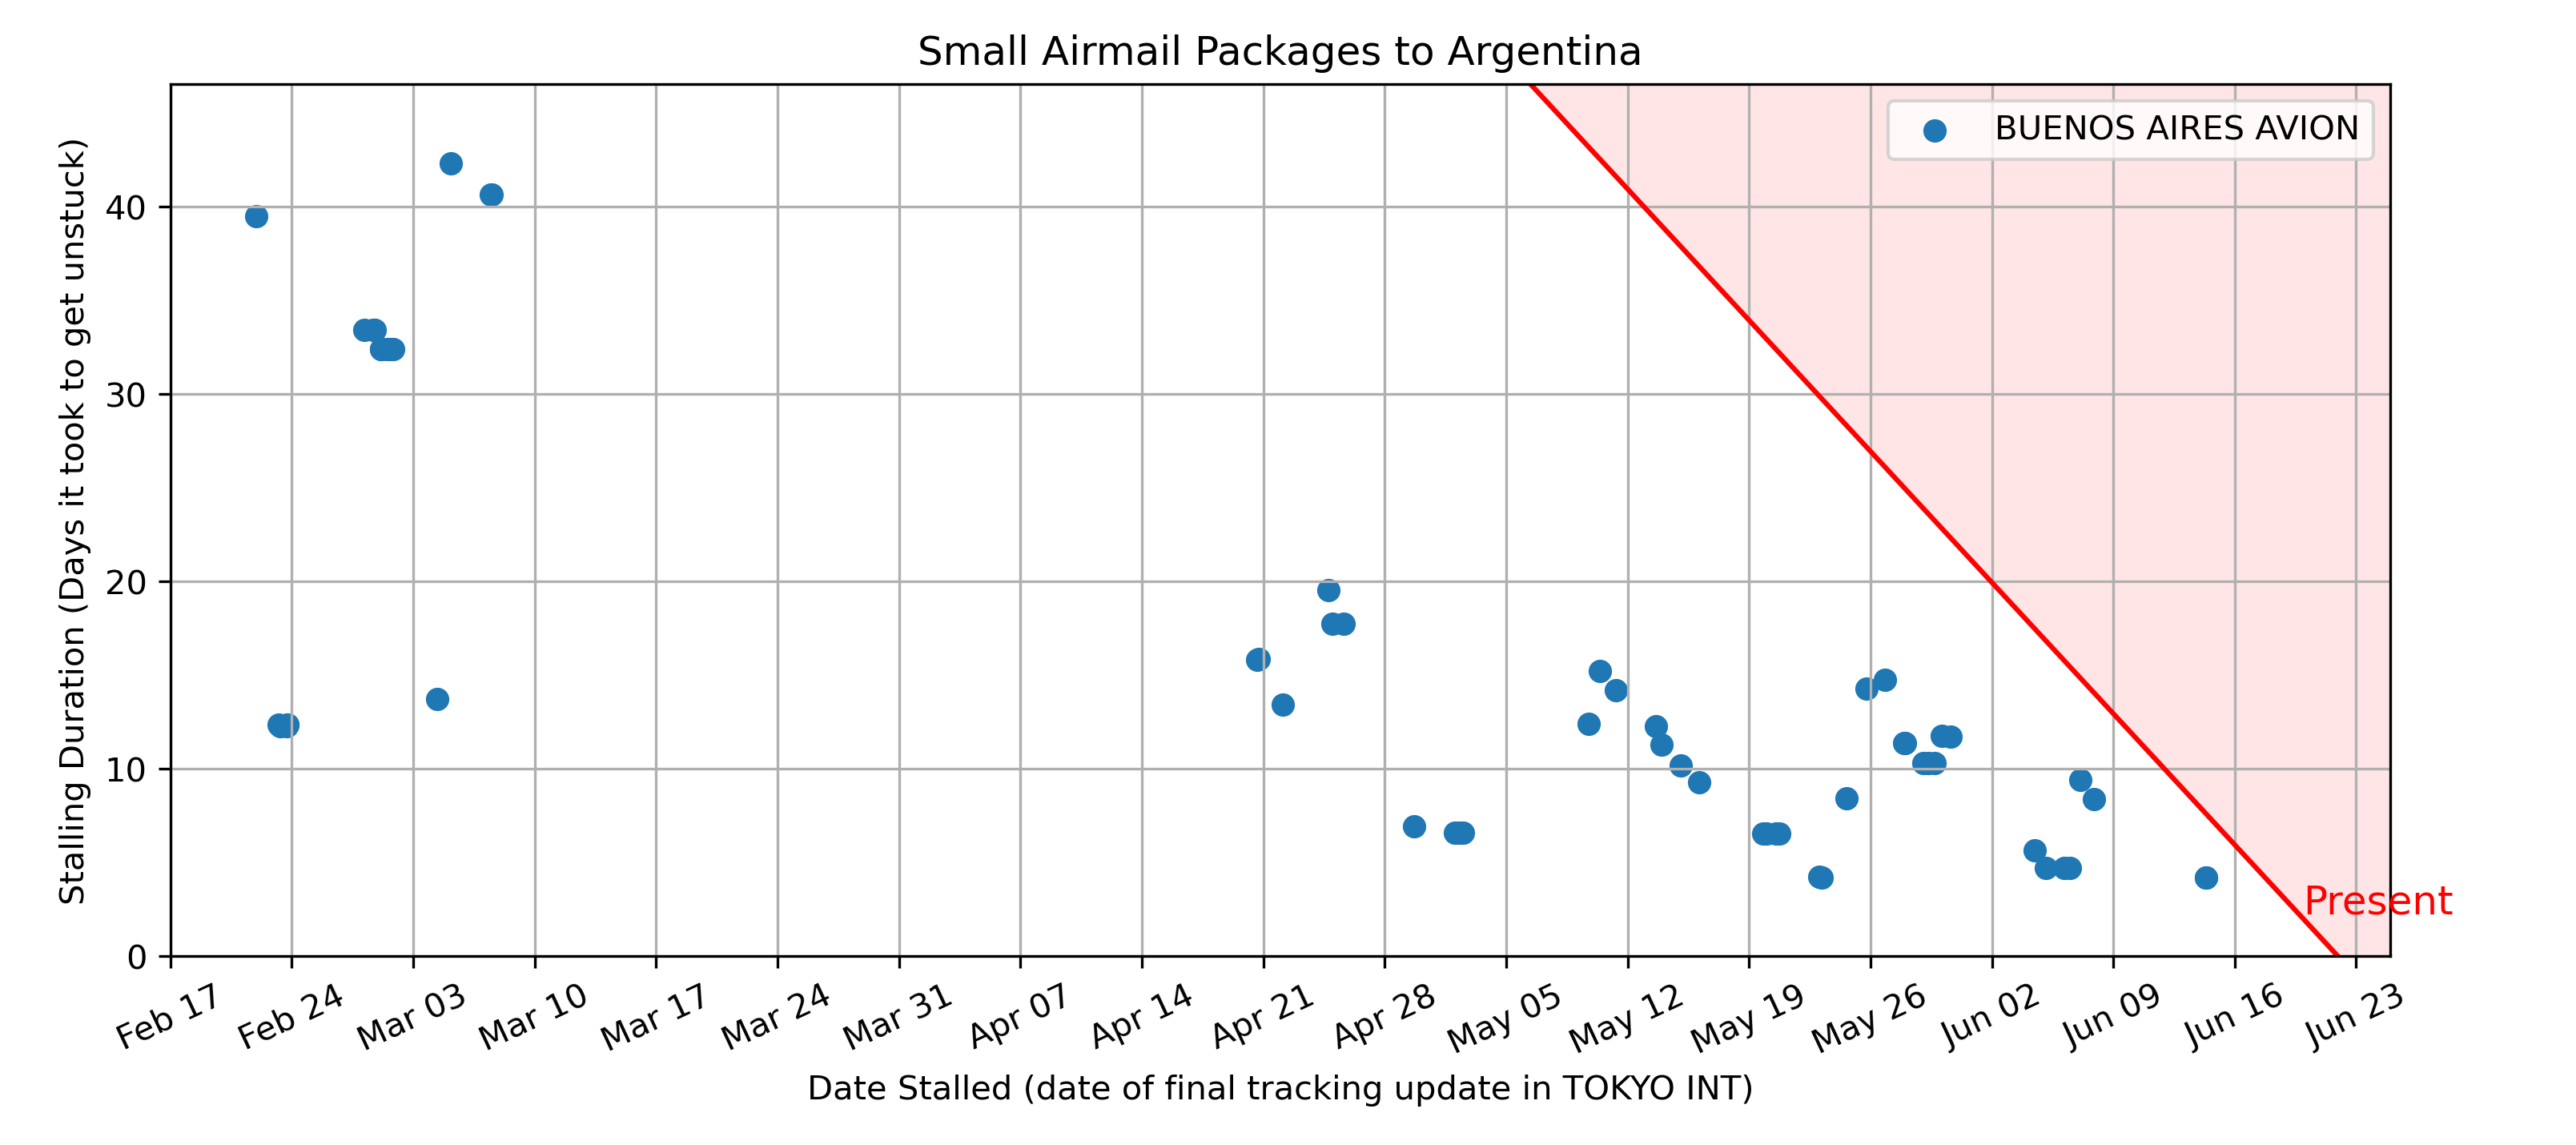 Small Airmail Packages to Argentina
BUENOS AIRES AVION
Stalling Duration (Days it took to get unstuck)
40
30
20
10
0
Present
Feb 17
Feb 24
Mar 03
Mar 10
Mar 17
Mar 24
Mar 31
Apr 07
Apr 14
Apr 21
Apr 28
May 05
May 12
May 19
May 26
Jun 02
Jun 09
Jun 16
Jun 23
Date Stalled (date of final tracking update in TOKYO INT)